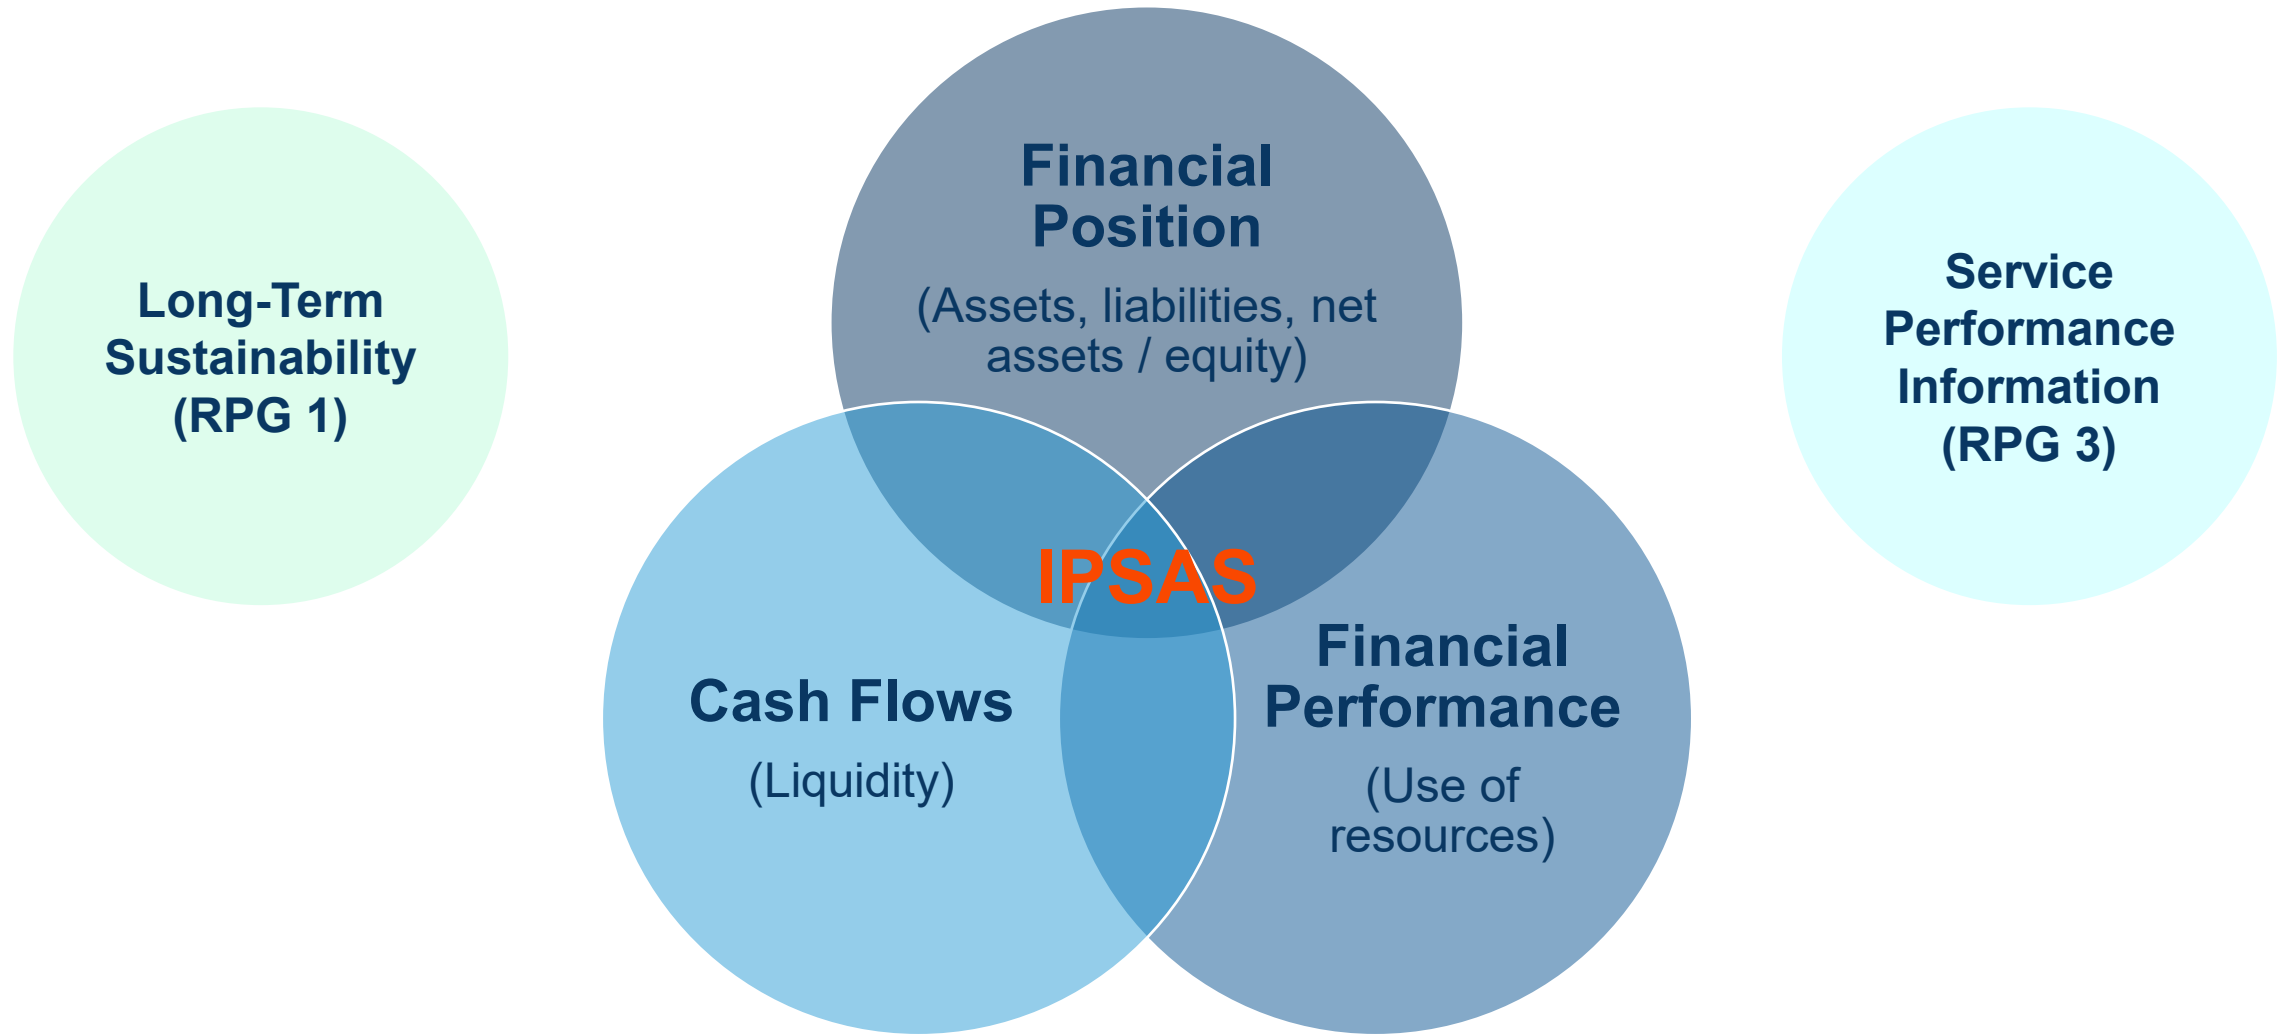 Long-Term
Sustainability
(RPG 1)
Financial
Position
(Assets, liabilities, net
assets / equity)
Service
Performance
Information
(RPG 3)
IPSAS
Cash Flows
(Liquidity)
Financial
Performance
(Use of
resources)